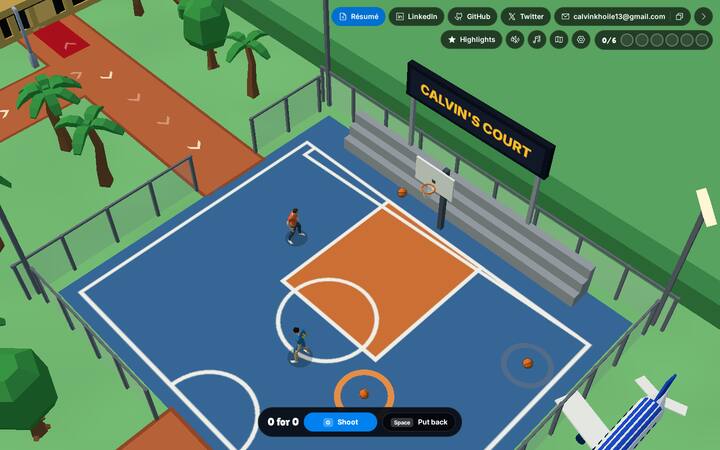 Résumé
LinkedIn
GitHub
Twitter
calvinkhoile13@gmail.com
Highlights
0/6
CALVIN'S COURT
0 for 0
G Shoot
Space Put back